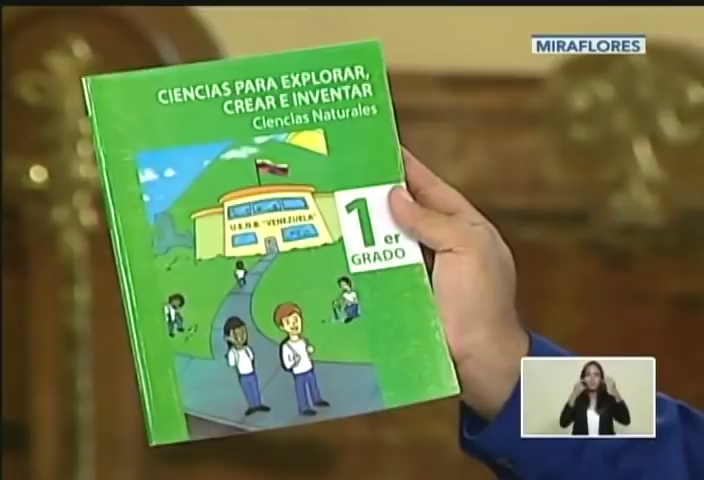 MIRAFLORES
CIENCIAS PARA EXPLORAR,
CREAR E INVENTAR
Ciencias Naturales
U.E.N.B. "VENEZUELA"
1er
GRADO